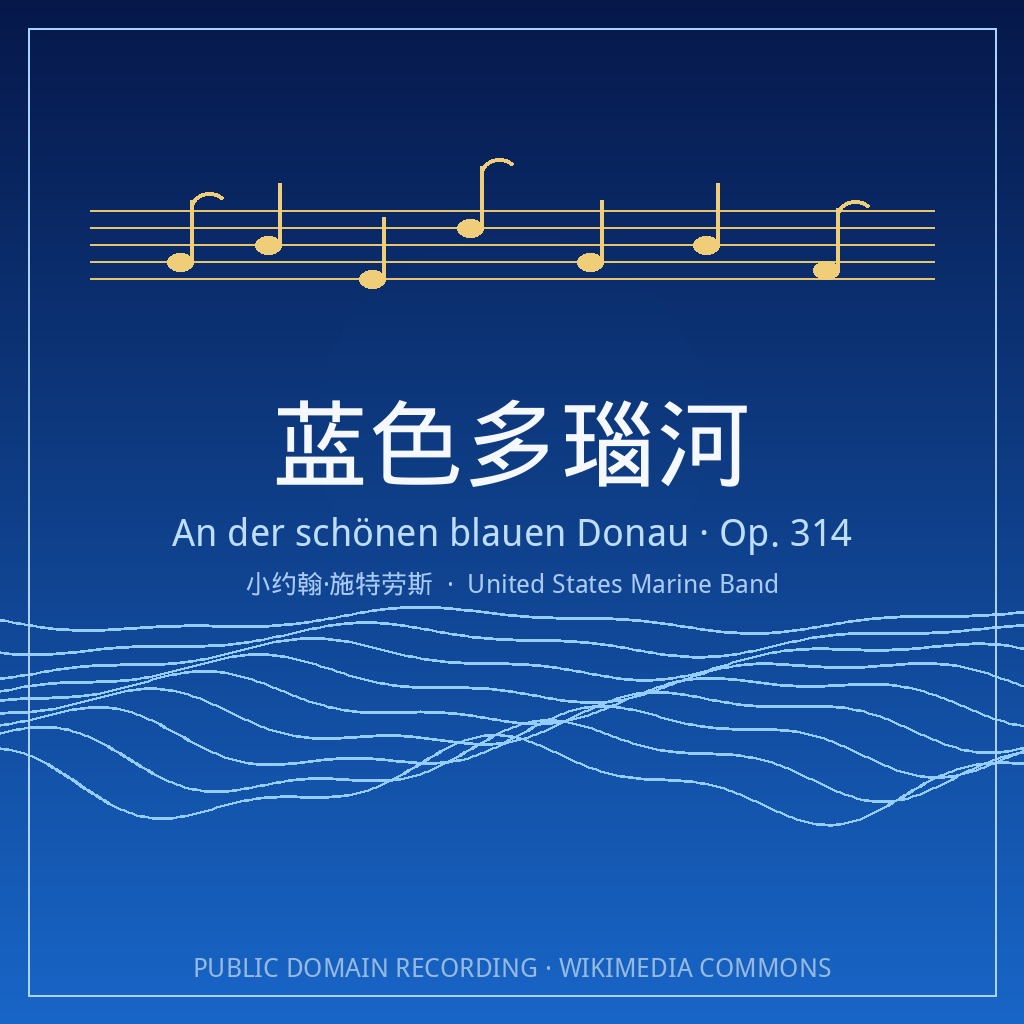 蓝色多瑙河
An der schönen blauen Donau · Op. 314
小约翰·施特劳斯 · United States Marine Band
PUBLIC DOMAIN RECORDING · WIKIMEDIA COMMONS